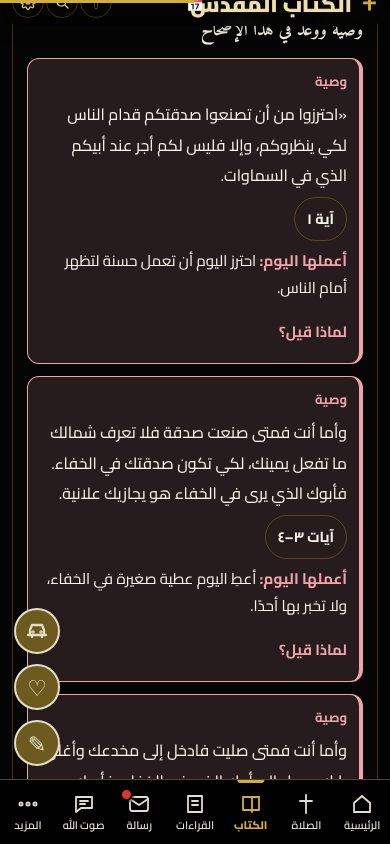 الكتاب المقدس
وصية ووعد في هذا الإصحاح
وصية
«احترزوا من أن تصنعوا صدقتكم قدام الناس
لكي ينظروكم، وإلا فليس لكم أجر عند أبيكم
الذي في السماوات.
آية ١
أعملها اليوم: احترز اليوم أن تعمل حسنة لتظهر
أمام الناس.
لماذا قيل؟
وصية
وأما أنت فمتى صنعت صدقة فلا تعرف شمالك
ما تفعل يمينك، لكي تكون صدقتك في الخفاء.
فأبوك الذي يرى في الخفاء هو يجازيك علانية.
آيات ٣–٤
أعملها اليوم: أعطِ اليوم عطية صغيرة في الخفاء،
ولا تخبر بها أحدًا.
لماذا قيل؟
وصية
وأما أنت فمتى صليت فادخل إلى مخدعك
الرئيسية
الصلاة
الكتاب
القراءات
رسالة
صوت الله
المزيد